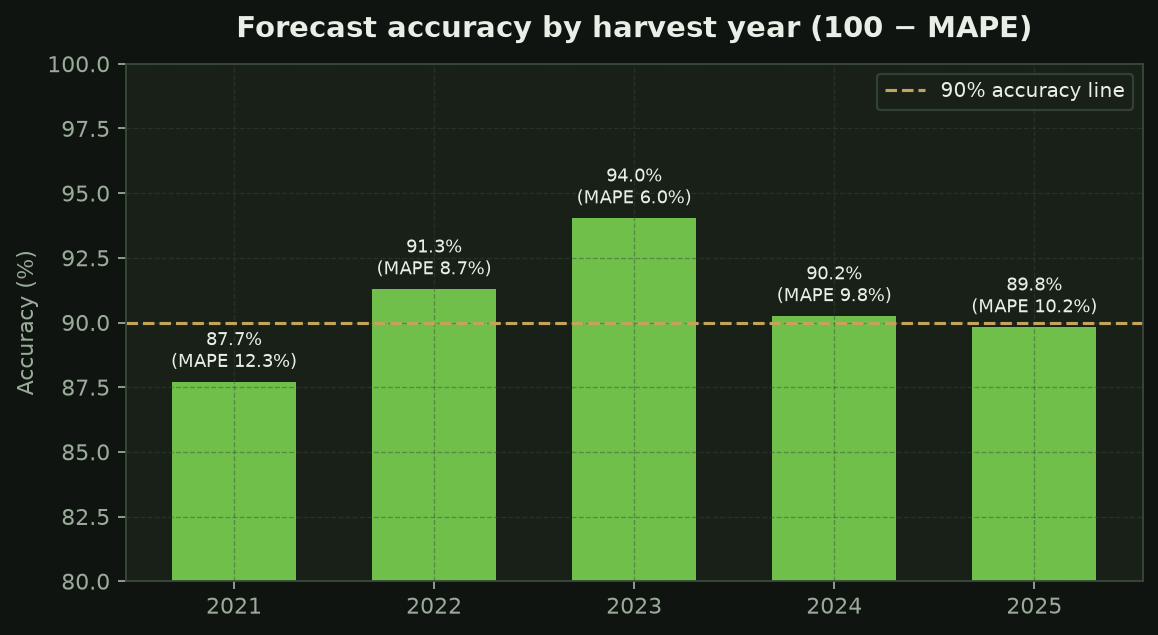 Forecast accuracy by harvest year (100 − MAPE)
90% accuracy line
Accuracy (%)
100.0
97.5
95.0
92.5
90.0
87.5
85.0
82.5
80.0
87.7%
(MAPE 12.3%)
91.3%
(MAPE 8.7%)
94.0%
(MAPE 6.0%)
90.2%
(MAPE 9.8%)
89.8%
(MAPE 10.2%)
2021
2022
2023
2024
2025